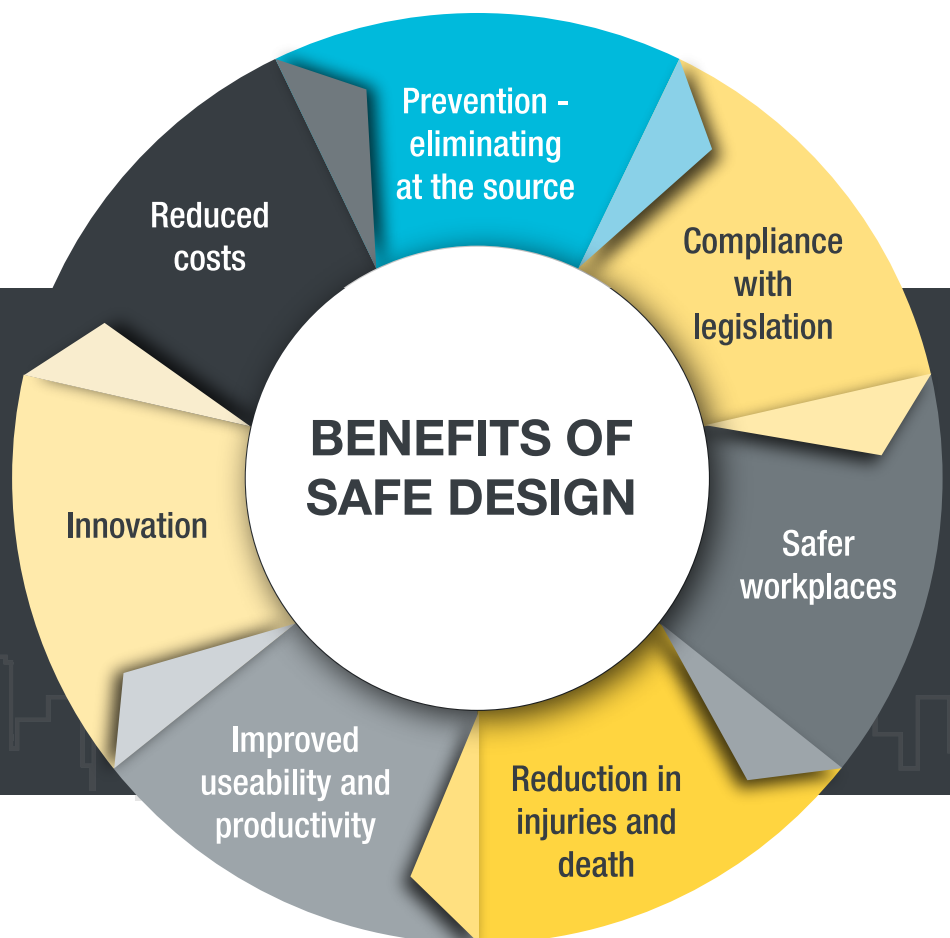 BENEFITS OF
SAFE DESIGN
Prevention -
eliminating
at the source
Compliance
with
legislation
Safer
workplaces
Reduction in
injuries and
death
Improved
useability and
productivity
Innovation
Reduced
costs